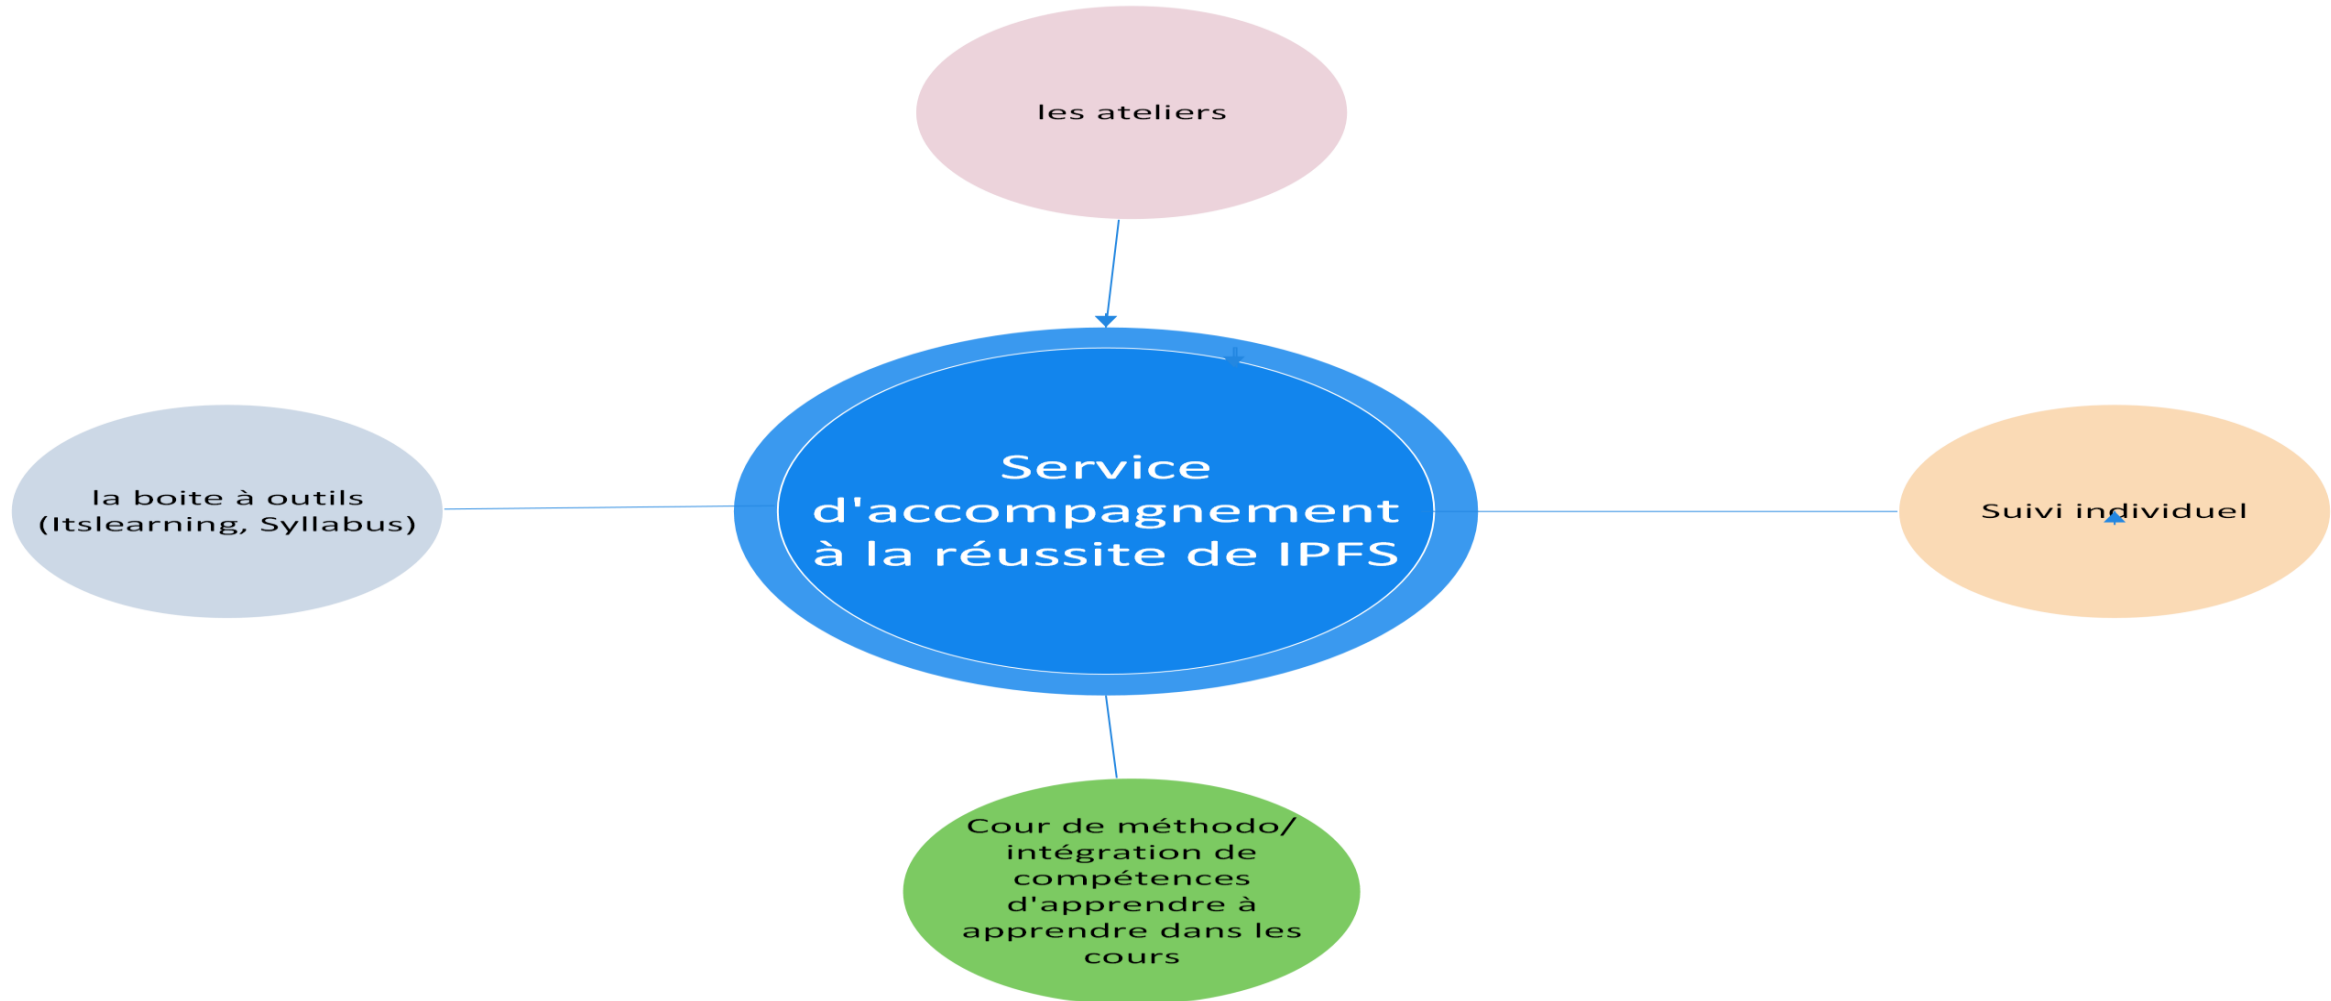 les ateliers
la boite à outils
(Itslearning, Syllabus)
Service
d'accompagnement
à la réussite de IPFS
Suivi individuel
Cour de méthodo/
intégration de
compétences
d'apprendre à
apprendre dans les
cours